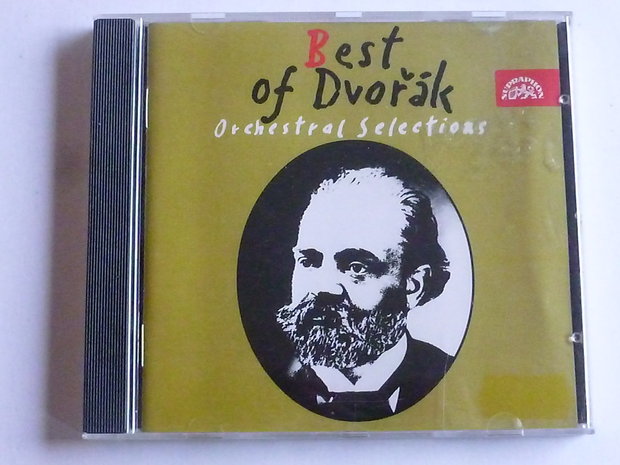 Best
of Dvořák
Orchestral Selections
SUPRAPHON